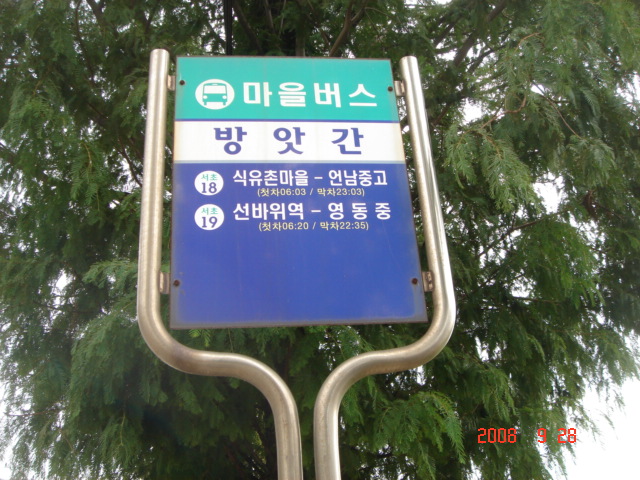 마을버스
방앗간
서초 18 식유촌마을 - 언남중고
(첫차06:03 / 막차23:03)
서초 19 선바위역 - 영동중
(첫차06:20 / 막차22:35)
2008 9 28